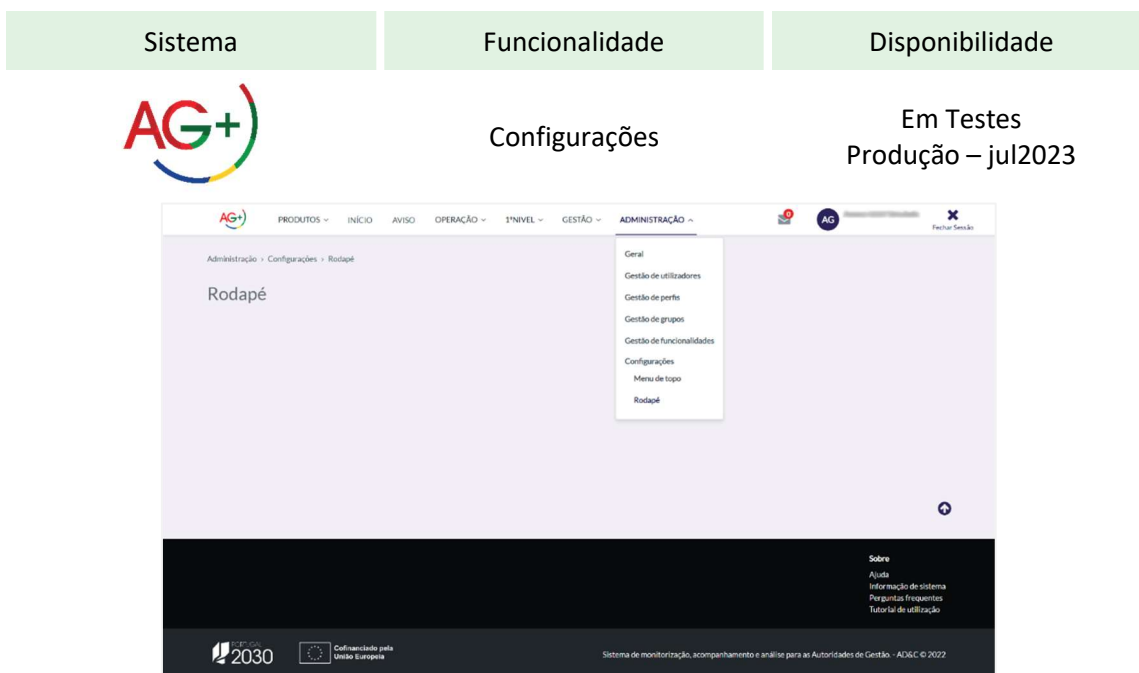 Sistema
Funcionalidade
Disponibilidade
AG+
Configurações
Em Testes
Produção – jul2023
AG+
PRODUTOS
INÍCIO
AVISO
OPERAÇÃO
1ºNIVEL
GESTÃO
ADMINISTRAÇÃO
0
AG
Fechar Sessão
Administração › Configurações › Rodapé
Rodapé
Geral
Gestão de utilizadores
Gestão de perfis
Gestão de grupos
Gestão de funcionalidades
Configurações
Menu de topo
Rodapé
Sobre
Ajuda
Informação de sistema
Perguntas frequentes
Tutorial de utilização
PORTUGAL
2030
Cofinanciado pela
União Europeia
Sistema de monitorização, acompanhamento e análise para as Autoridades de Gestão. - AD&C © 2022